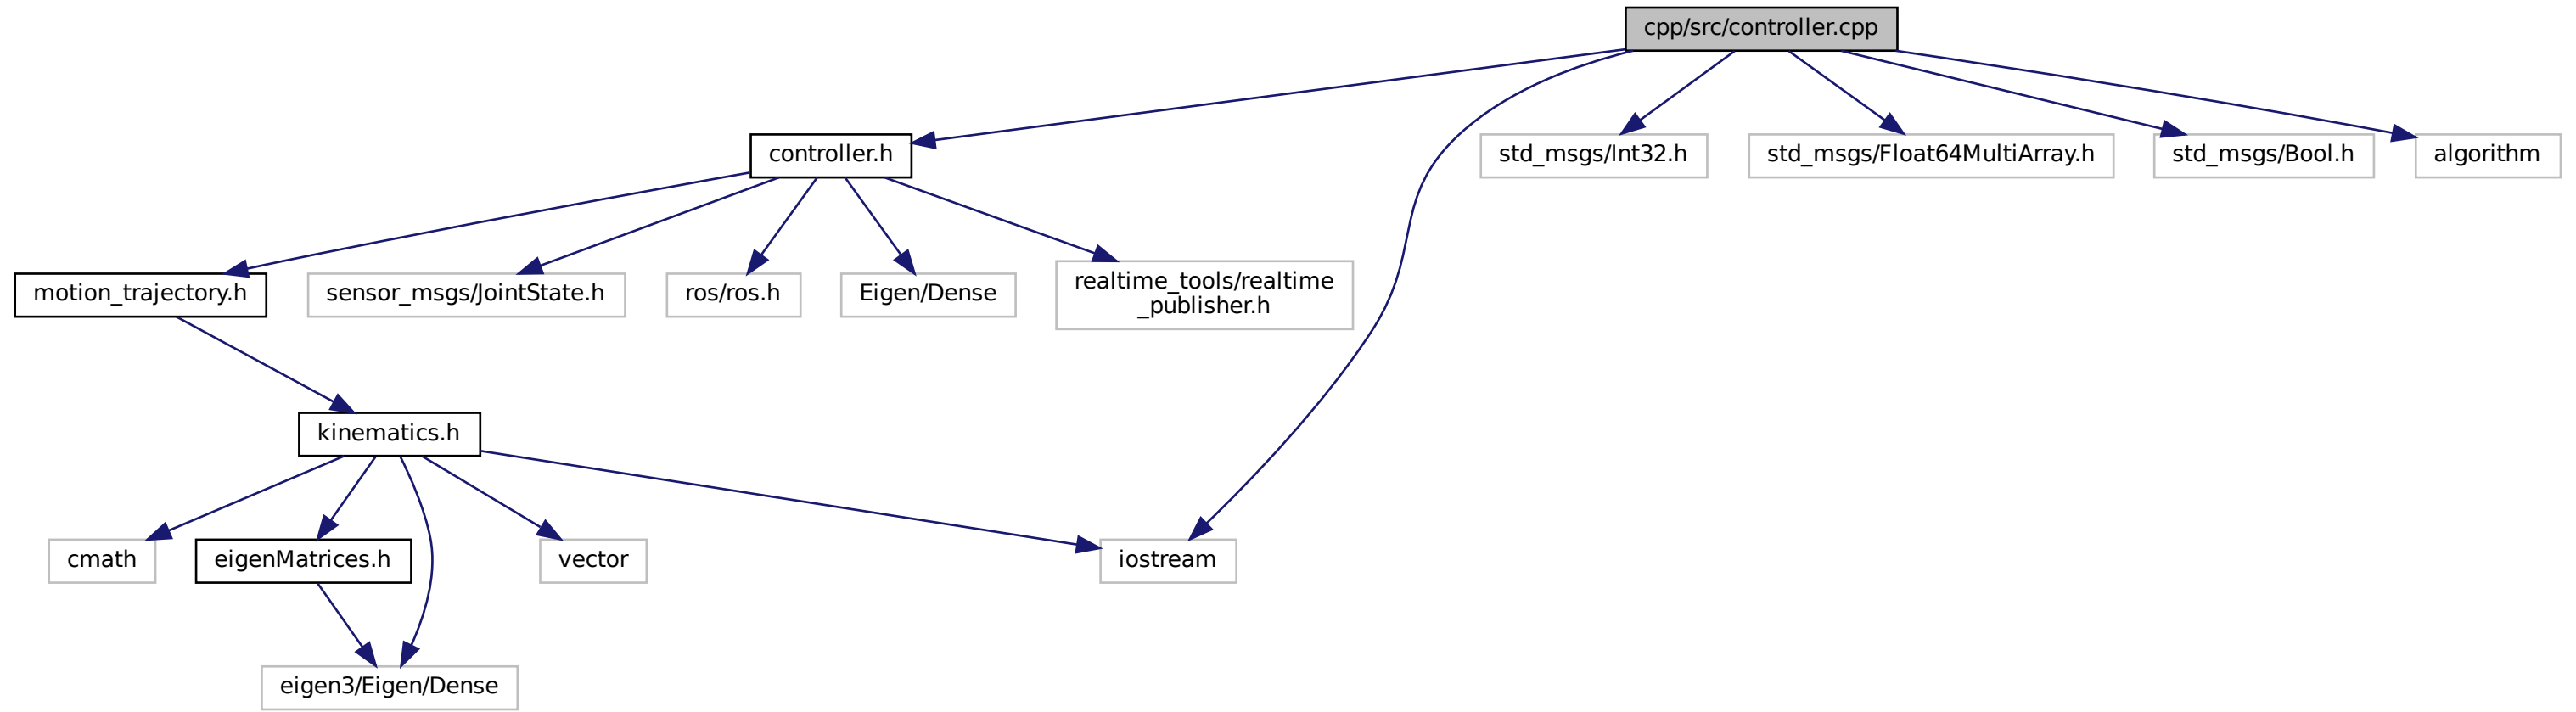 cpp/src/controller.cpp
controller.h
std_msgs/Int32.h
std_msgs/Float64MultiArray.h
std_msgs/Bool.h
algorithm
motion_trajectory.h
sensor_msgs/JointState.h
ros/ros.h
Eigen/Dense
realtime_tools/realtime
_publisher.h
kinematics.h
cmath
eigenMatrices.h
vector
iostream
eigen3/Eigen/Dense